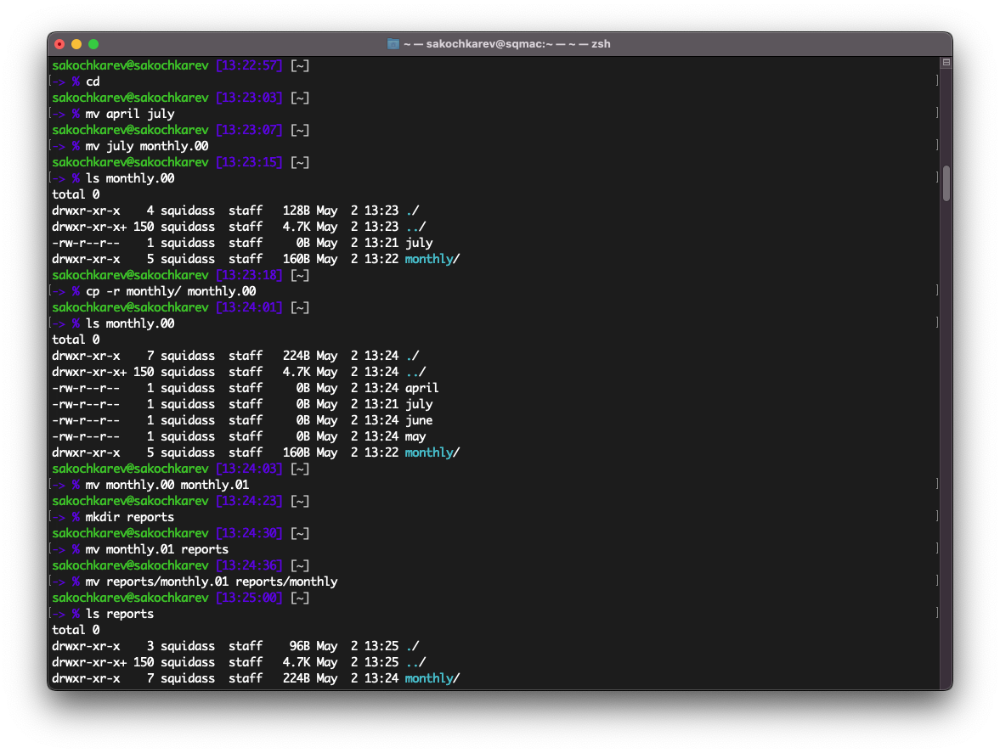 ~ — sakochkarev@sqmac:~ — ~ — zsh
sakochkarev@sakochkarev [13:22:57] [~]
[-> % cd ]
sakochkarev@sakochkarev [13:23:03] [~]
[-> % mv april july ]
sakochkarev@sakochkarev [13:23:07] [~]
[-> % mv july monthly.00 ]
sakochkarev@sakochkarev [13:23:15] [~]
[-> % ls monthly.00 ]
total 0
drwxr-xr-x    4 squidass  staff   128B May  2 13:23 ./
drwxr-xr-x+ 150 squidass  staff   4.7K May  2 13:23 ../
-rw-r--r--    1 squidass  staff     0B May  2 13:21 july
drwxr-xr-x    5 squidass  staff   160B May  2 13:22 monthly/
sakochkarev@sakochkarev [13:23:18] [~]
[-> % cp -r monthly/ monthly.00 ]
sakochkarev@sakochkarev [13:24:01] [~]
[-> % ls monthly.00 ]
total 0
drwxr-xr-x    7 squidass  staff   224B May  2 13:24 ./
drwxr-xr-x+ 150 squidass  staff   4.7K May  2 13:24 ../
-rw-r--r--    1 squidass  staff     0B May  2 13:24 april
-rw-r--r--    1 squidass  staff     0B May  2 13:21 july
-rw-r--r--    1 squidass  staff     0B May  2 13:24 june
-rw-r--r--    1 squidass  staff     0B May  2 13:24 may
drwxr-xr-x    5 squidass  staff   160B May  2 13:22 monthly/
sakochkarev@sakochkarev [13:24:03] [~]
[-> % mv monthly.00 monthly.01 ]
sakochkarev@sakochkarev [13:24:23] [~]
[-> % mkdir reports ]
sakochkarev@sakochkarev [13:24:30] [~]
[-> % mv monthly.01 reports ]
sakochkarev@sakochkarev [13:24:36] [~]
[-> % mv reports/monthly.01 reports/monthly ]
sakochkarev@sakochkarev [13:25:00] [~]
[-> % ls reports ]
total 0
drwxr-xr-x    3 squidass  staff    96B May  2 13:25 ./
drwxr-xr-x+ 150 squidass  staff   4.7K May  2 13:25 ../
drwxr-xr-x    7 squidass  staff   224B May  2 13:24 monthly/